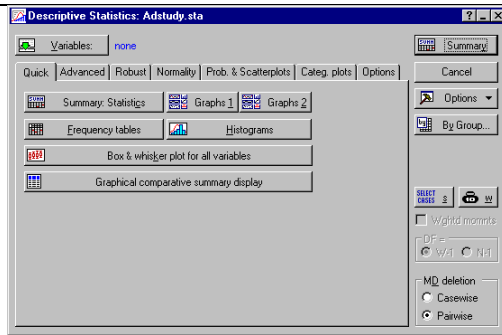 Descriptive Statistics: Adstudy.sta
Variables: none
Summary
Quick Advanced Robust Normality Prob. & Scatterplots Categ. plots Options
Cancel
Summary: Statistics Graphs 1 Graphs 2
Options
Frequency tables Histograms
By Group...
Box & whisker plot for all variables
Graphical comparative summary display
SELECT CASES S W
Wghtd momnts
DF =
W-1 N-1
MD deletion
Casewise
Pairwise